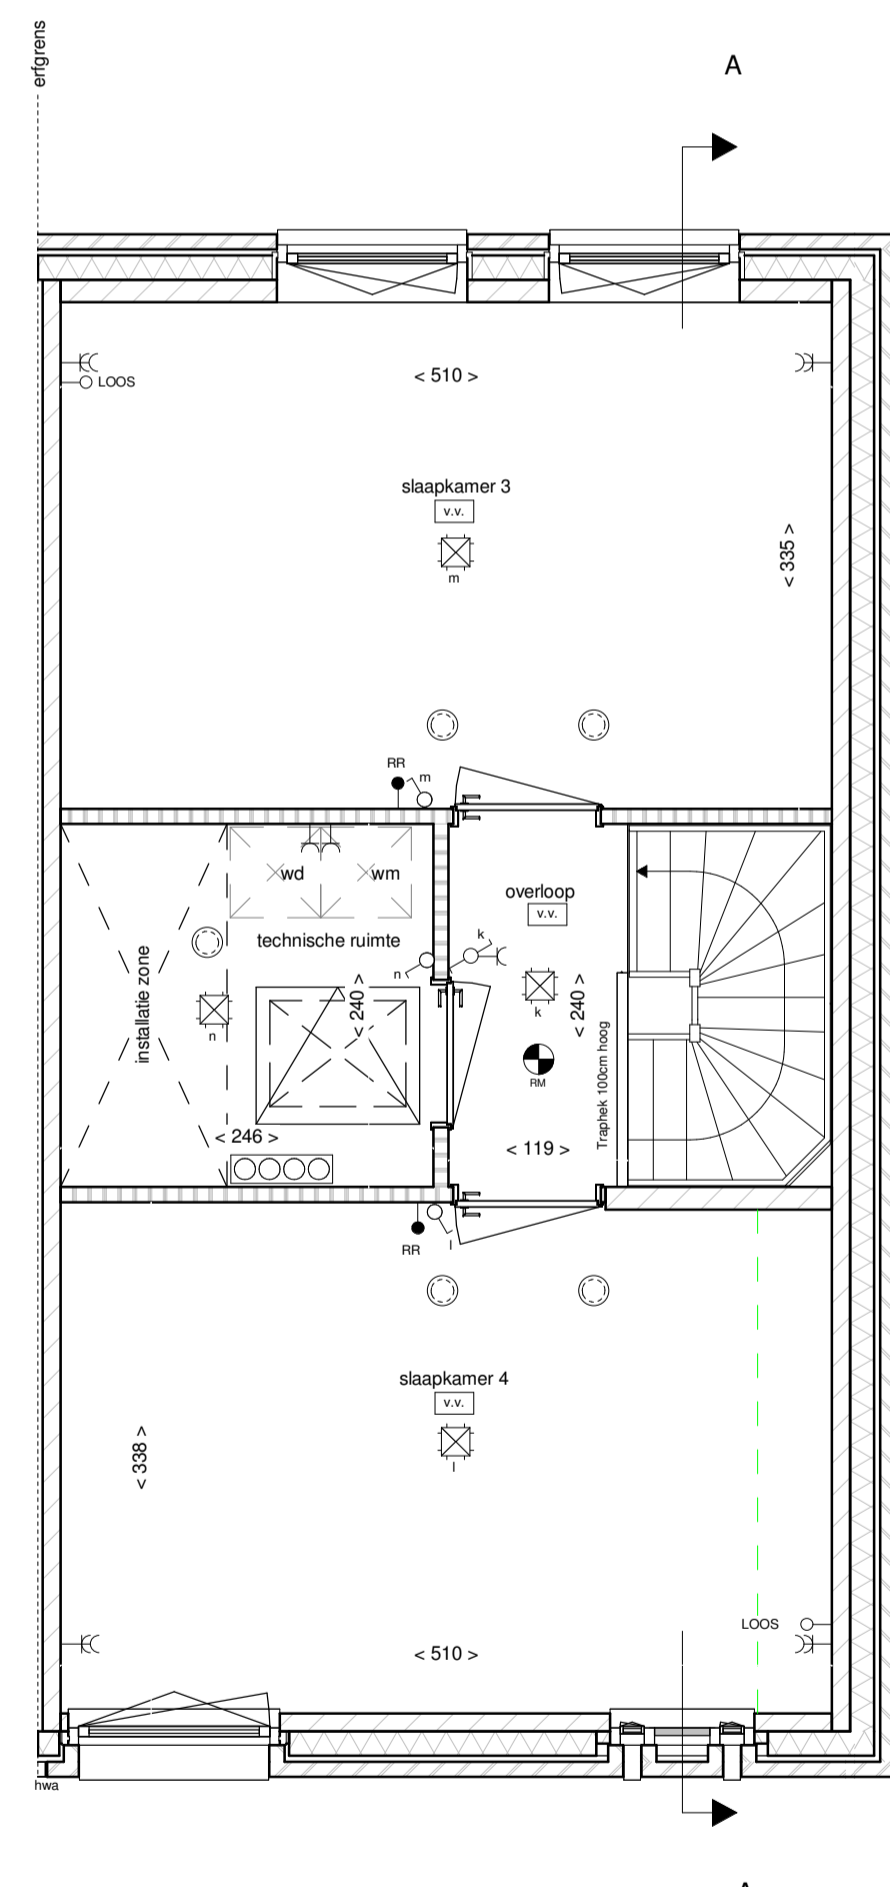 erfgrens
A
< 510 >
LOOS
slaapkamer 3
v.v.
m
< 335 >
RR
m
wd
wm
overloop
v.v.
k
technische ruimte
n
installatie zone
n
< 240 >
k
< 240 >
RM
Traphek 100cm hoog
< 246 >
< 119 >
RR
l
slaapkamer 4
v.v.
l
< 338 >
LOOS
< 510 >
hwa
A